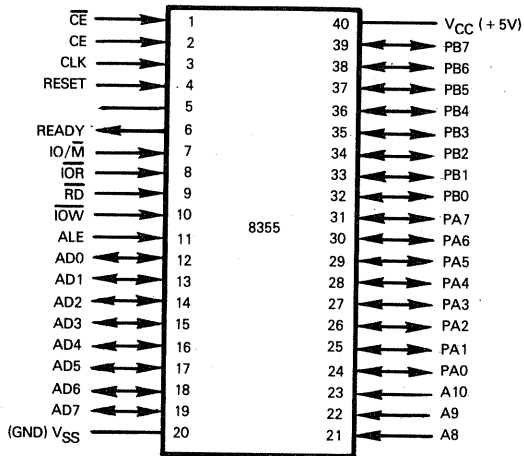 C̅E̅ 1 40 VCC (+5V)
CE 2 39 PB7
CLK 3 38 PB6
RESET 4 37 PB5
5 36 PB4
READY 6 35 PB3
IO/M̅ 7 34 PB2
I̅O̅R̅ 8 33 PB1
R̅D̅ 9 32 PB0
I̅O̅W̅ 10 31 PA7
ALE 11 8355 30 PA6
AD0 12 29 PA5
AD1 13 28 PA4
AD2 14 27 PA3
AD3 15 26 PA2
AD4 16 25 PA1
AD5 17 24 PA0
AD6 18 23 A10
AD7 19 22 A9
(GND) VSS 20 21 A8